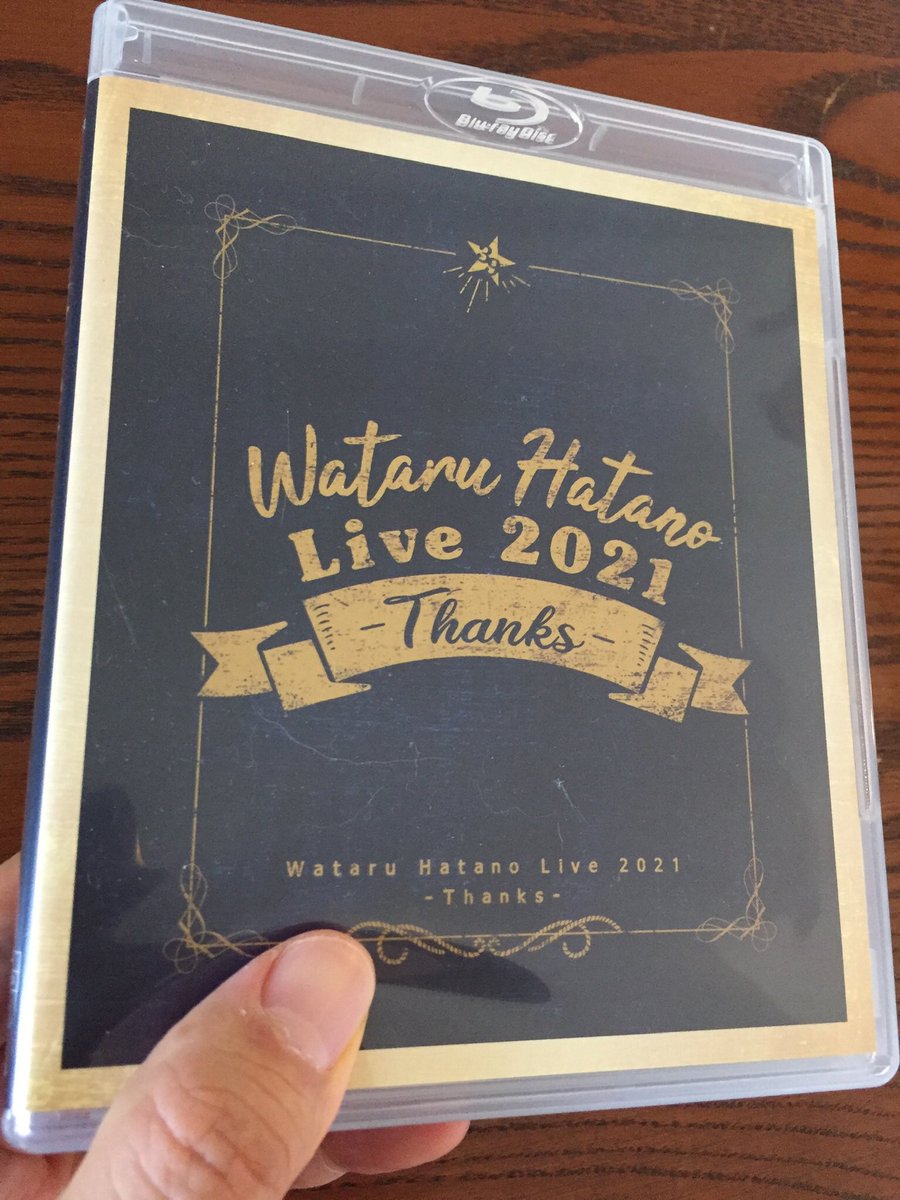 Blu-ray Disc
Wataru Hatano
Live 2021
- Thanks -
Wataru Hatano Live 2021
-Thanks-